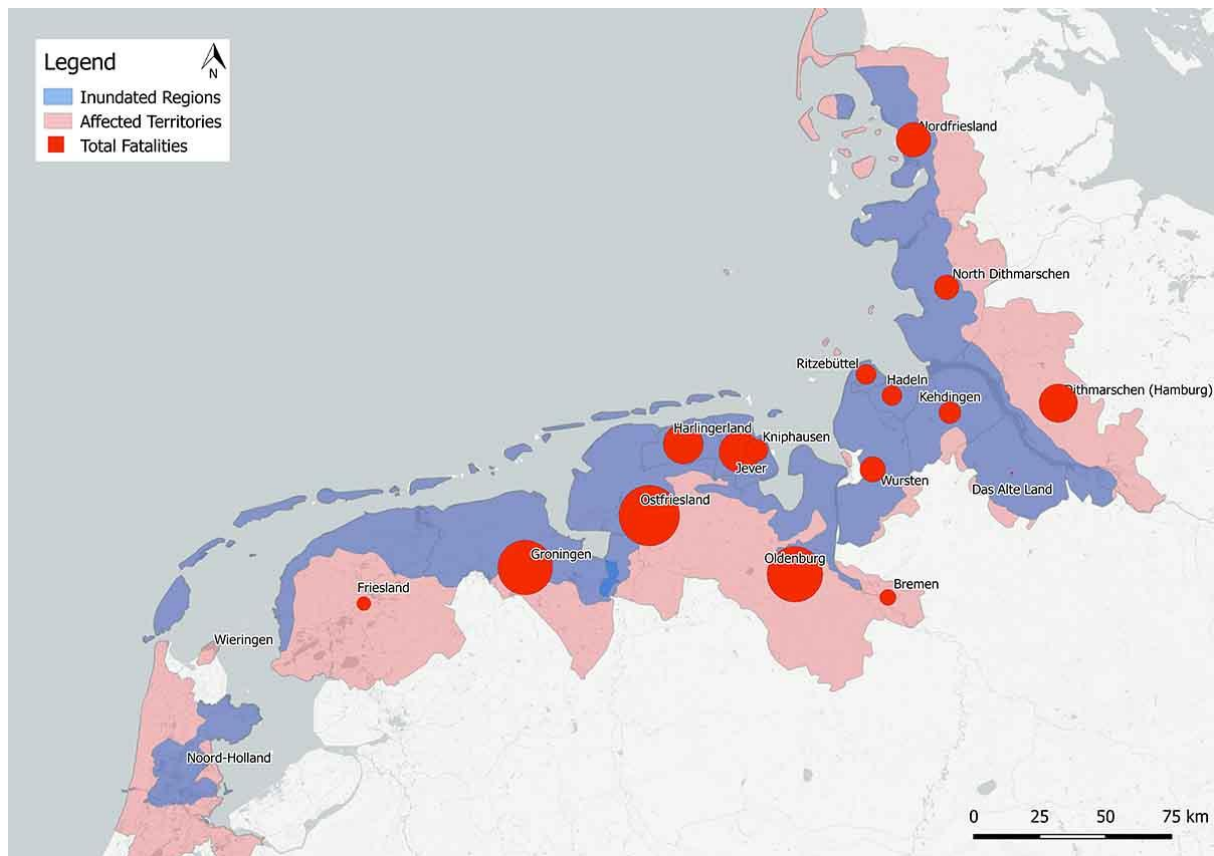 Legend
N
Inundated Regions
Affected Territories
Total Fatalities
Nordfriesland
North Dithmarschen
Ritzebüttel
Hadeln
Kehdingen
Dithmarschen (Hamburg)
Harlingerland
Kniphausen
Jever
Wursten
Das Alte Land
Ostfriesland
Groningen
Oldenburg
Bremen
Friesland
Wieringen
Noord-Holland
0 25 50 75 km